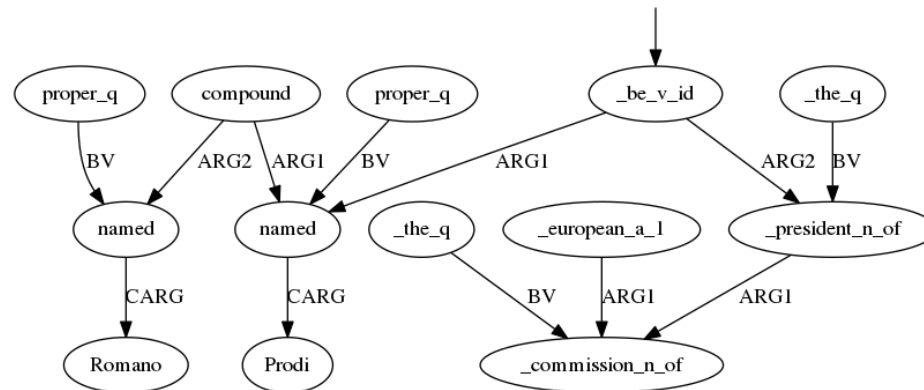 proper_q compound proper_q _be_v_id _the_q
BV ARG2 ARG1 BV ARG1 ARG2 BV
named named _the_q _european_a_1 _president_n_of
CARG CARG BV ARG1 ARG1
Romano Prodi _commission_n_of